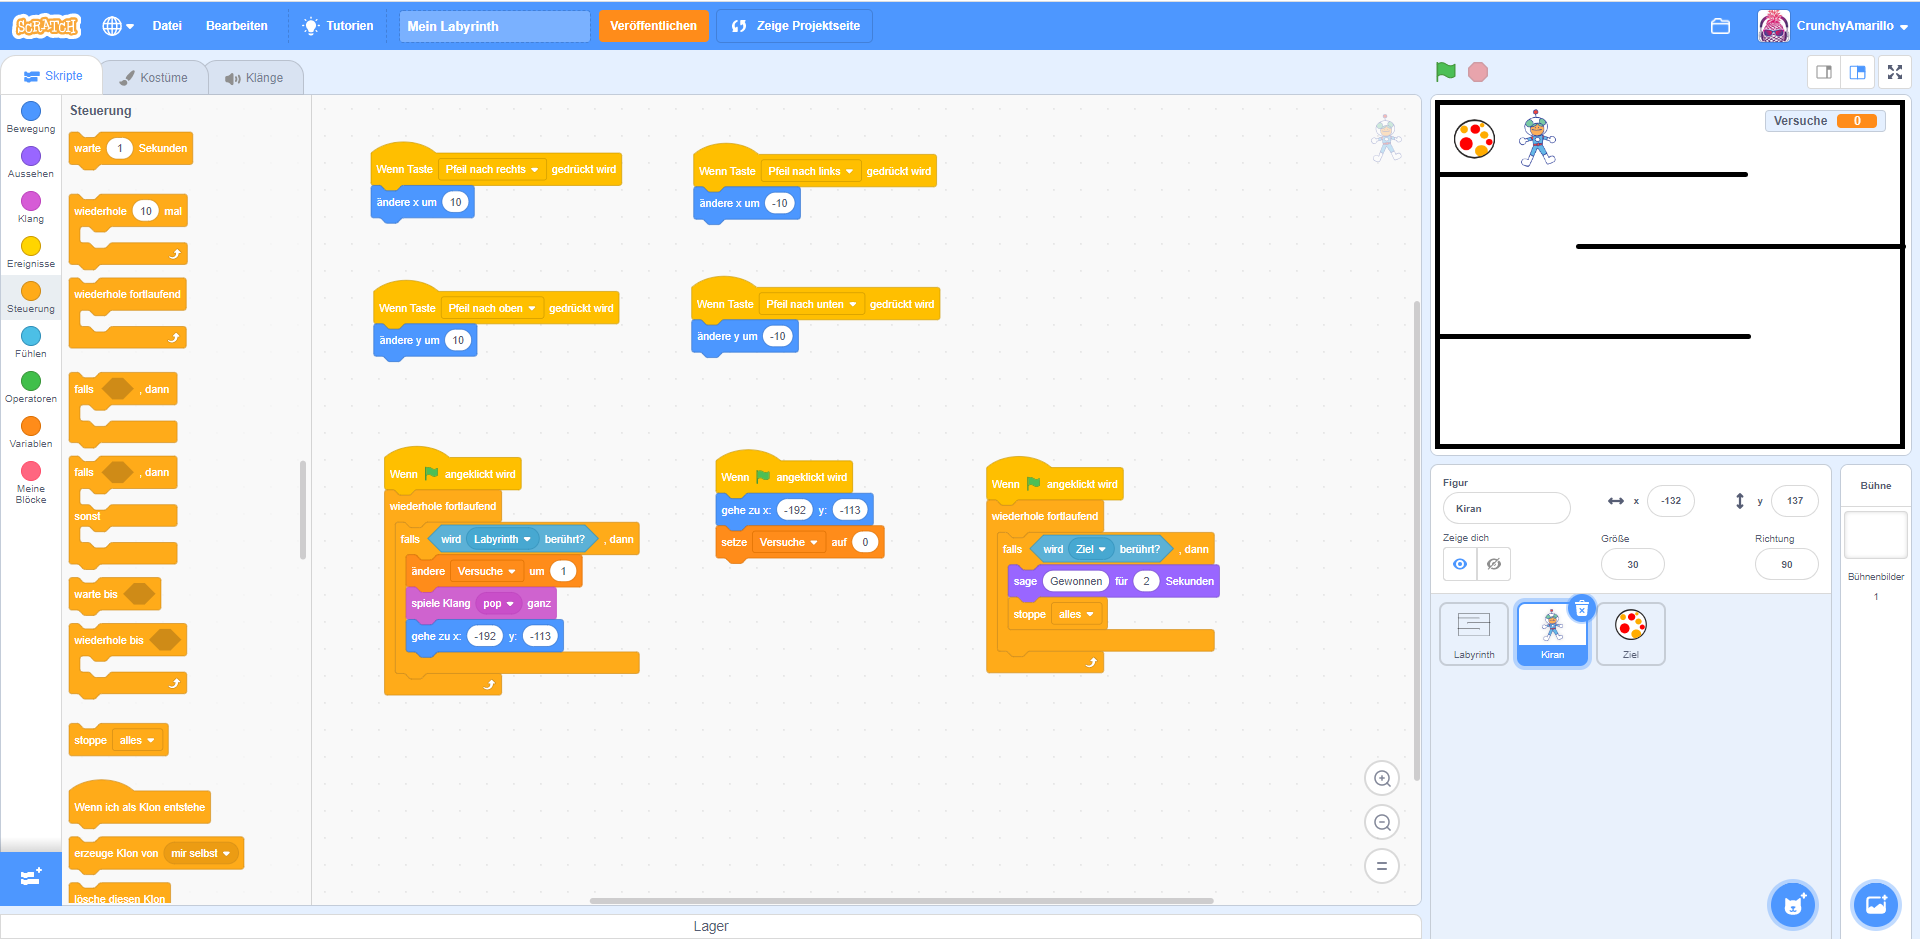 SCRATCH
Datei
Bearbeiten
Tutorien
Mein Labyrinth
Veröffentlichen
Zeige Projektseite
CrunchyAmarillo
Skripte
Kostüme
Klänge
Bewegung
Aussehen
Klang
Ereignisse
Steuerung
Fühlen
Operatoren
Variablen
Meine
Blöcke
Steuerung
warte 1 Sekunden
wiederhole 10 mal
wiederhole fortlaufend
falls , dann
falls , dann
sonst
warte bis
wiederhole bis
stoppe alles
Wenn ich als Klon entstehe
erzeuge Klon von mir selbst
lösche diesen Klon
Wenn Taste Pfeil nach rechts gedrückt wird
ändere x um 10
Wenn Taste Pfeil nach links gedrückt wird
ändere x um -10
Wenn Taste Pfeil nach oben gedrückt wird
ändere y um 10
Wenn Taste Pfeil nach unten gedrückt wird
ändere y um -10
Wenn angeklickt wird
wiederhole fortlaufend
falls wird Labyrinth berührt? , dann
ändere Versuche um 1
spiele Klang pop ganz
gehe zu x: -192 y: -113
Wenn angeklickt wird
gehe zu x: -192 y: -113
setze Versuche auf 0
Wenn angeklickt wird
wiederhole fortlaufend
falls wird Ziel berührt? , dann
sage Gewonnen für 2 Sekunden
stoppe alles
Lager
Versuche 0
Figur
Kiran
x -132
y 137
Zeige dich
Größe
30
Richtung
90
Labyrinth
Kiran
Ziel
Bühne
Bühnenbilder
1